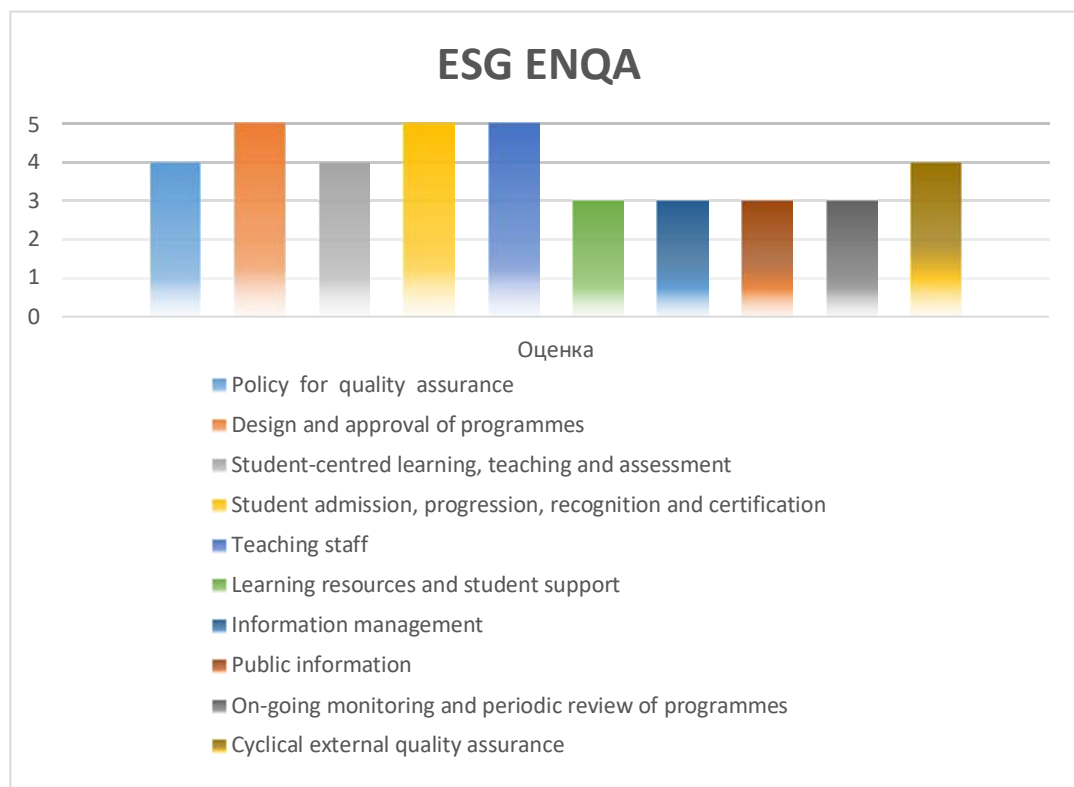 ESG ENQA
5
4
3
2
1
0
Оценка
Policy for quality assurance
Design and approval of programmes
Student-centred learning, teaching and assessment
Student admission, progression, recognition and certification
Teaching staff
Learning resources and student support
Information management
Public information
On-going monitoring and periodic review of programmes
Cyclical external quality assurance